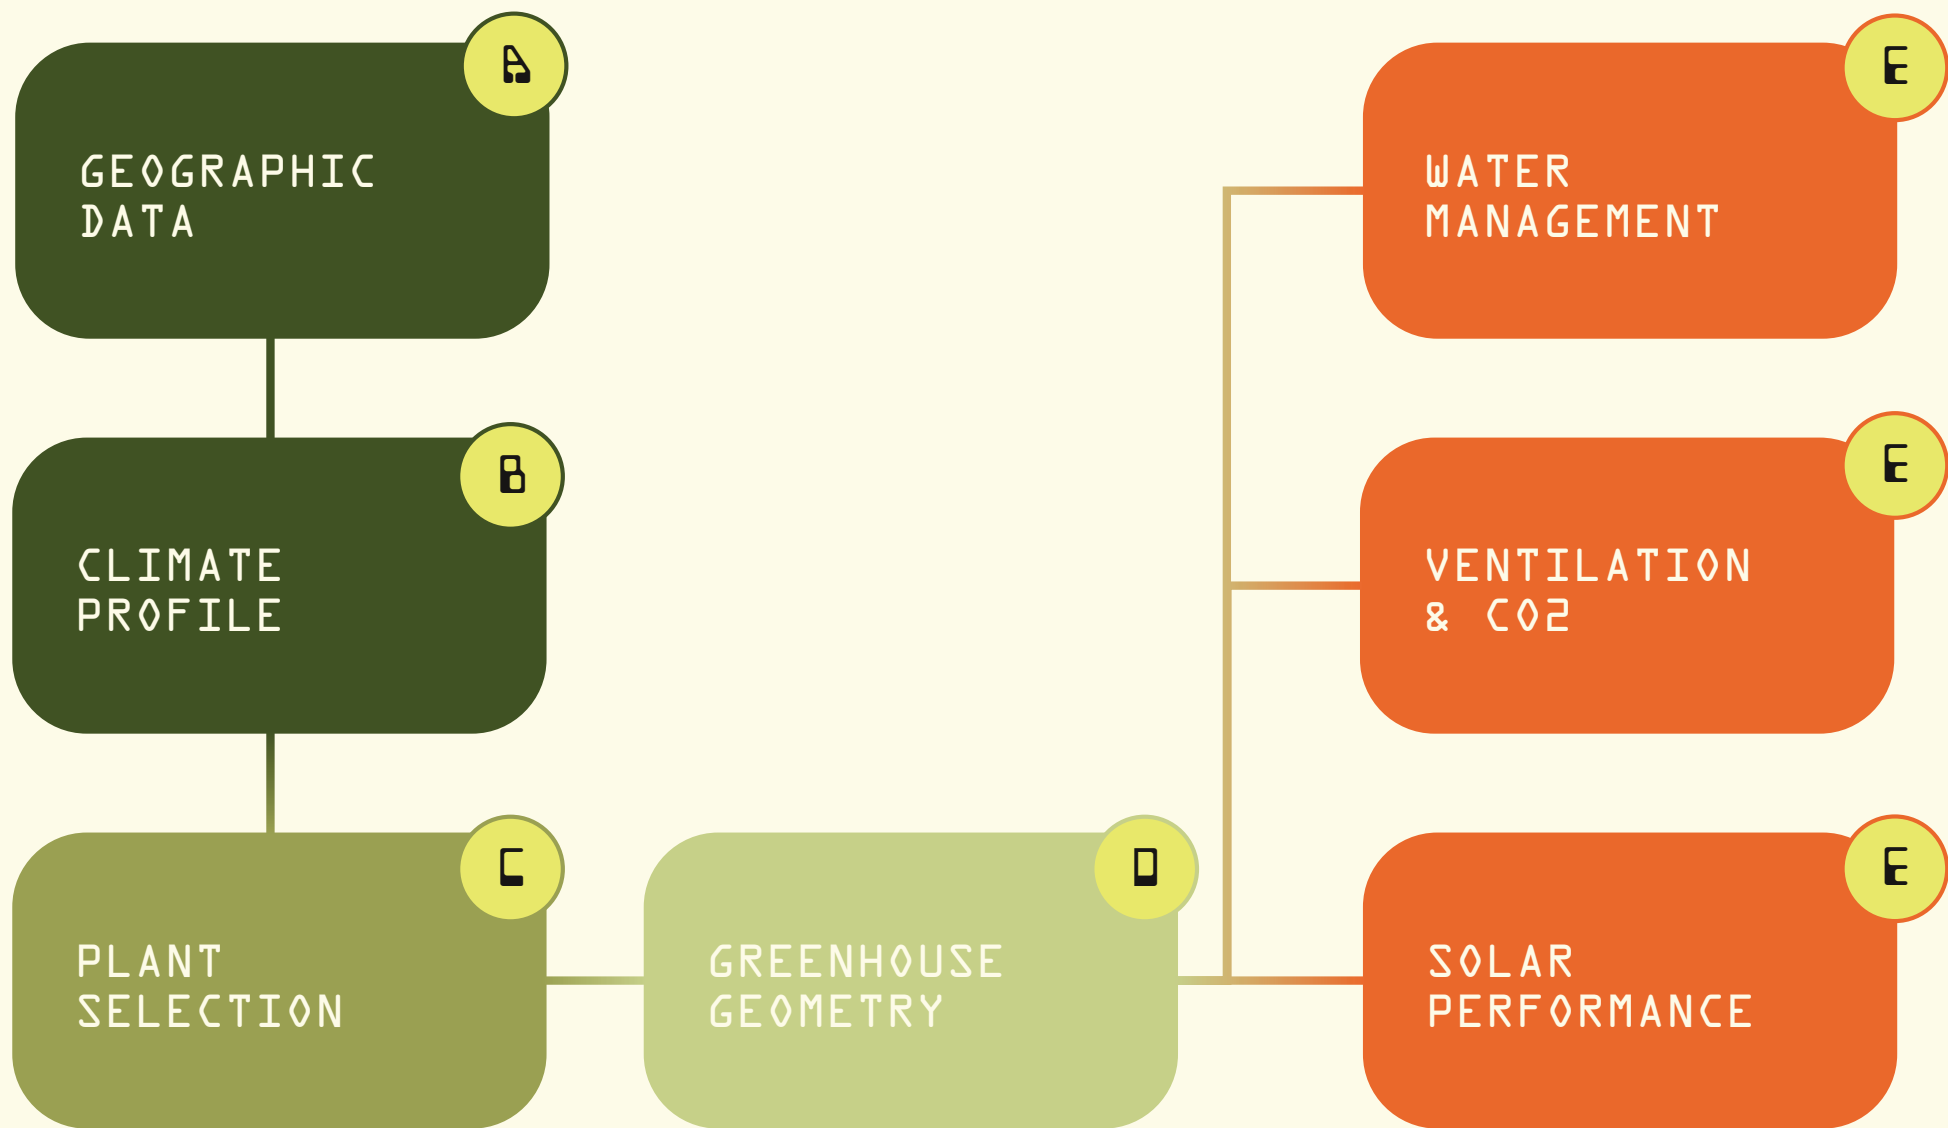 A
GEOGRAPHIC
DATA
B
CLIMATE
PROFILE
C
PLANT
SELECTION
D
GREENHOUSE
GEOMETRY
E
WATER
MANAGEMENT
E
VENTILATION
& CO2
E
SOLAR
PERFORMANCE